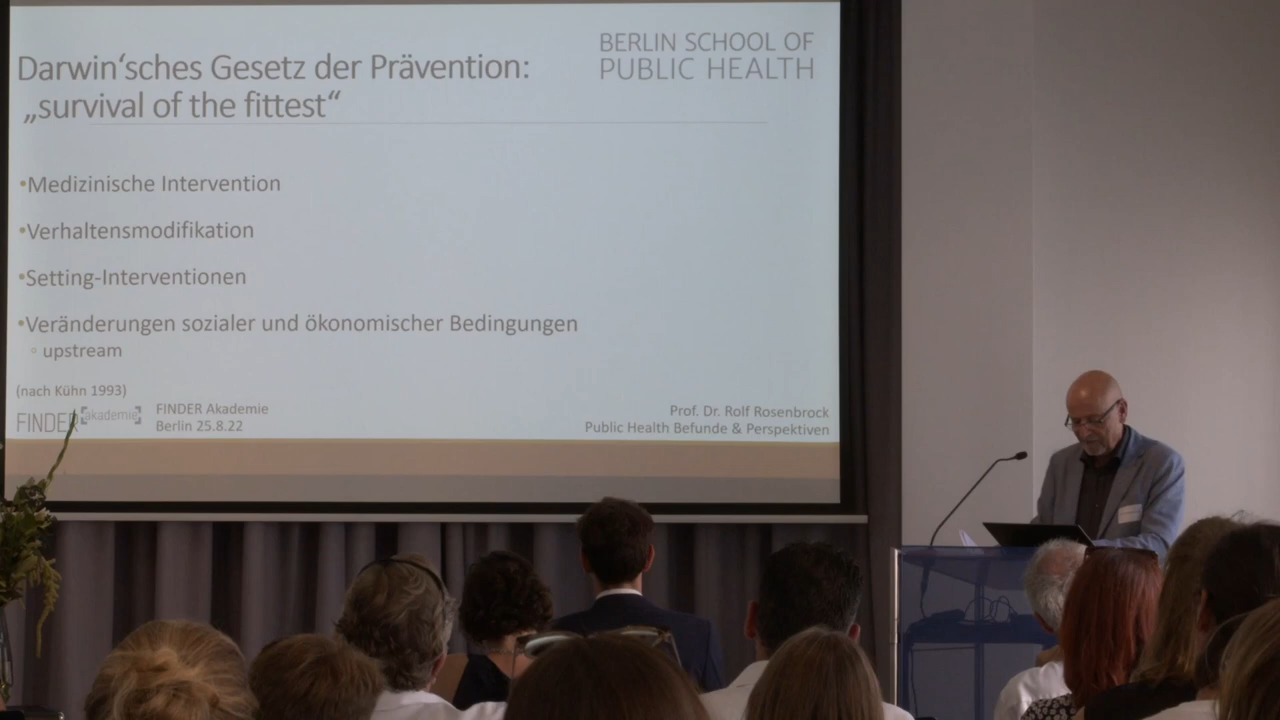 Darwin‘sches Gesetz der Prävention:
„survival of the fittest“
BERLIN SCHOOL OF
PUBLIC HEALTH
•Medizinische Intervention
•Verhaltensmodifikation
•Setting-Interventionen
•Veränderungen sozialer und ökonomischer Bedingungen
◦ upstream
(nach Kühn 1993)
FINDER akademie
FINDER Akademie
Berlin 25.8.22
Prof. Dr. Rolf Rosenbrock
Public Health Befunde & Perspektiven